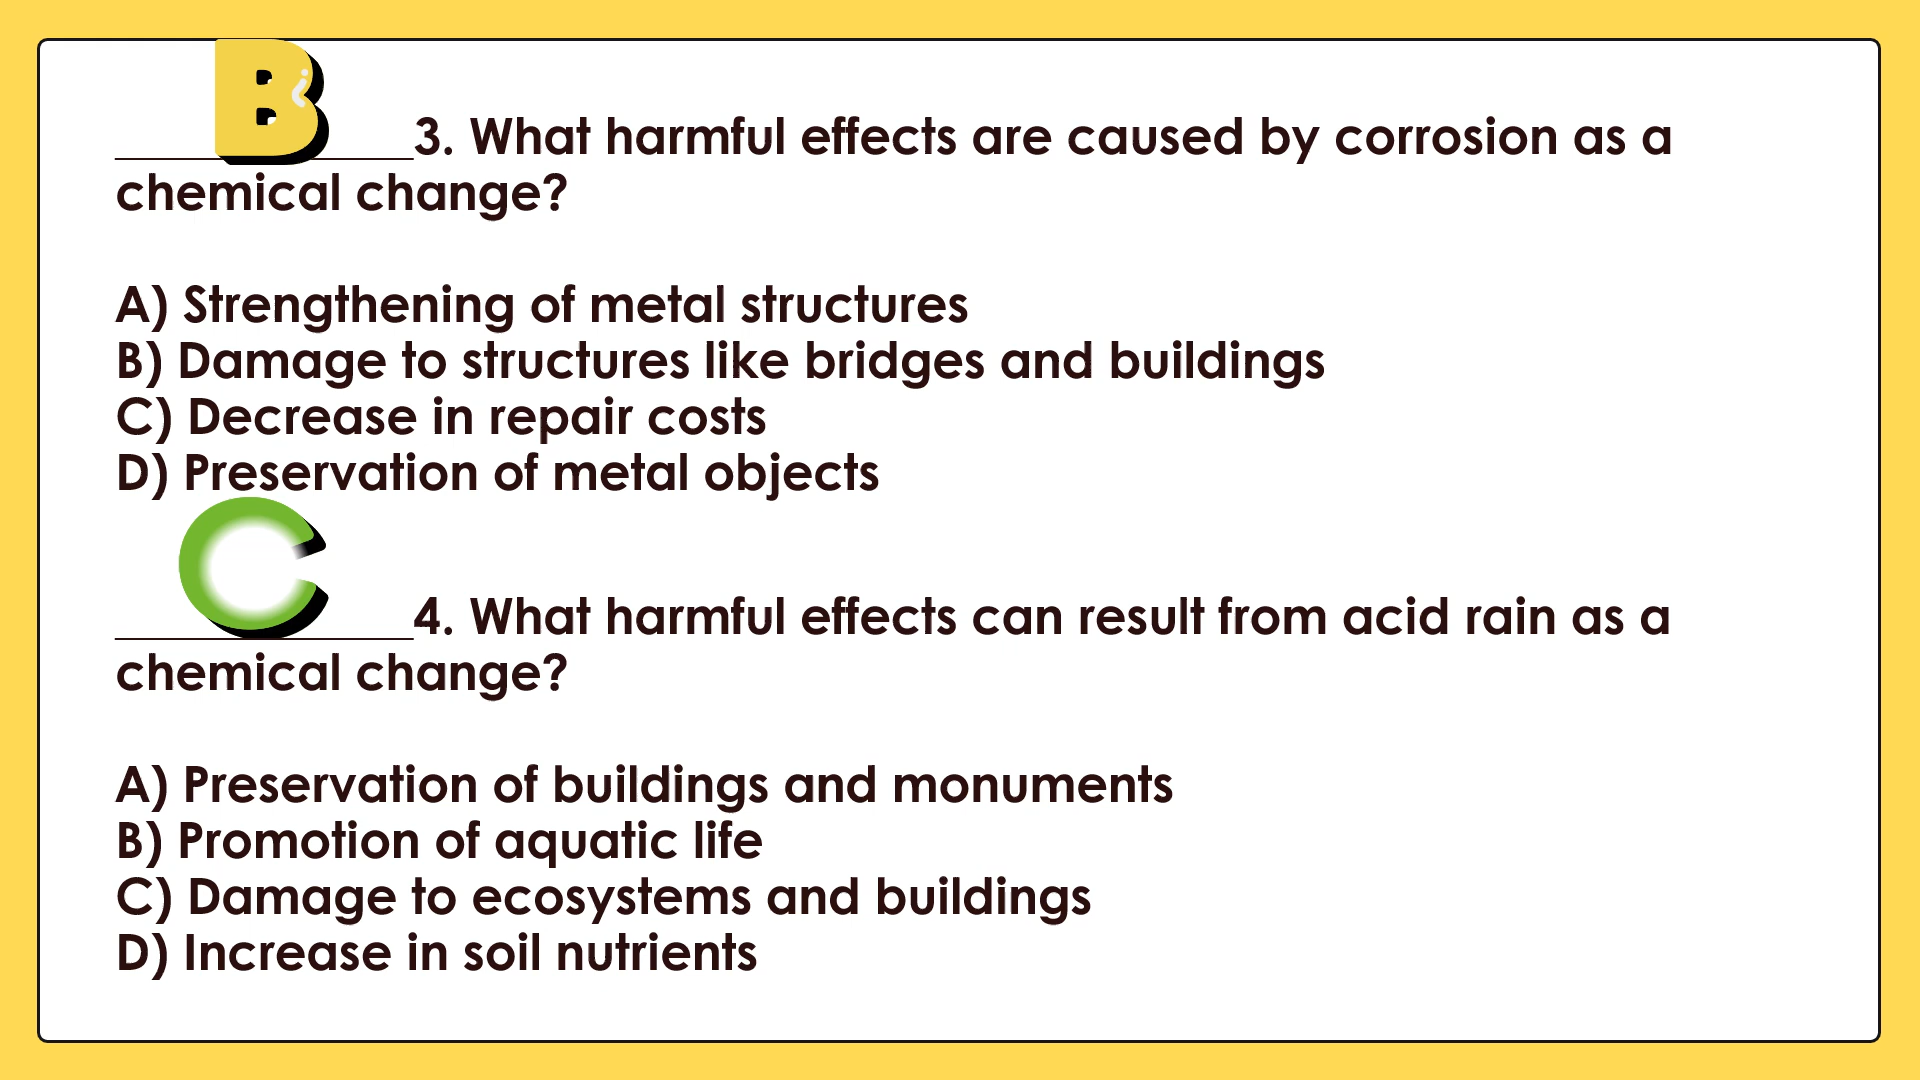 B
______________3. What harmful effects are caused by corrosion as a
chemical change?
A) Strengthening of metal structures
B) Damage to structures like bridges and buildings
C) Decrease in repair costs
D) Preservation of metal objects
C
______________4. What harmful effects can result from acid rain as a
chemical change?
A) Preservation of buildings and monuments
B) Promotion of aquatic life
C) Damage to ecosystems and buildings
D) Increase in soil nutrients